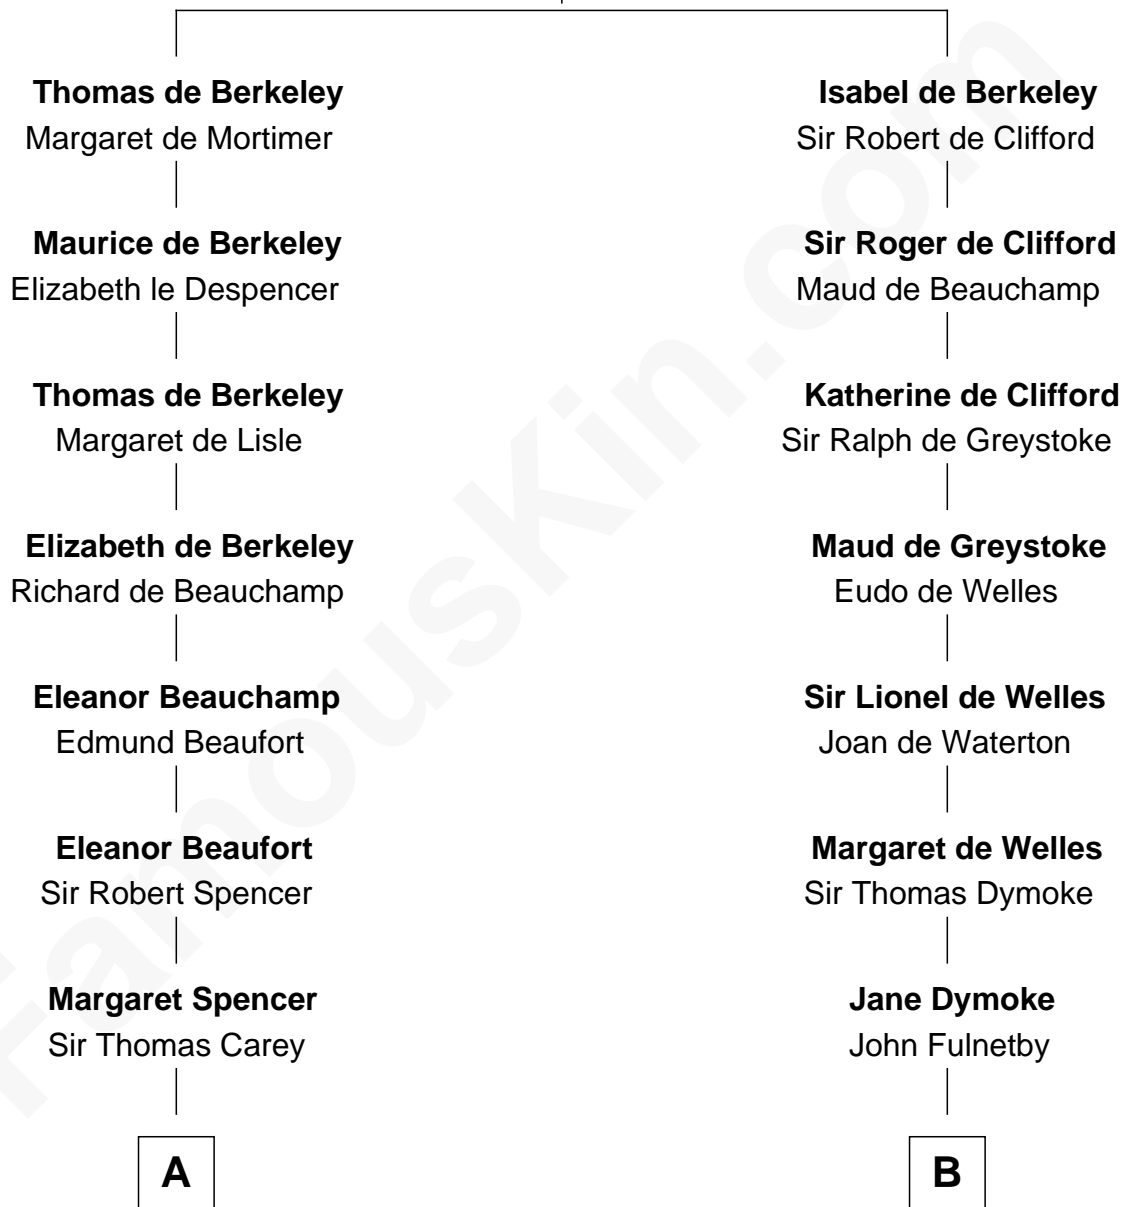 Thomas de Berkeley
Margaret de Mortimer
Maurice de Berkeley
Elizabeth le Despencer
Thomas de Berkeley
Margaret de Lisle
Elizabeth de Berkeley
Richard de Beauchamp
Eleanor Beauchamp
Edmund Beaufort
Eleanor Beaufort
Sir Robert Spencer
Margaret Spencer
Sir Thomas Carey
A
Isabel de Berkeley
Sir Robert de Clifford
Sir Roger de Clifford
Maud de Beauchamp
Katherine de Clifford
Sir Ralph de Greystoke
Maud de Greystoke
Eudo de Welles
Sir Lionel de Welles
Joan de Waterton
Margaret de Welles
Sir Thomas Dymoke
Jane Dymoke
John Fulnetby
B
FamousKin.com